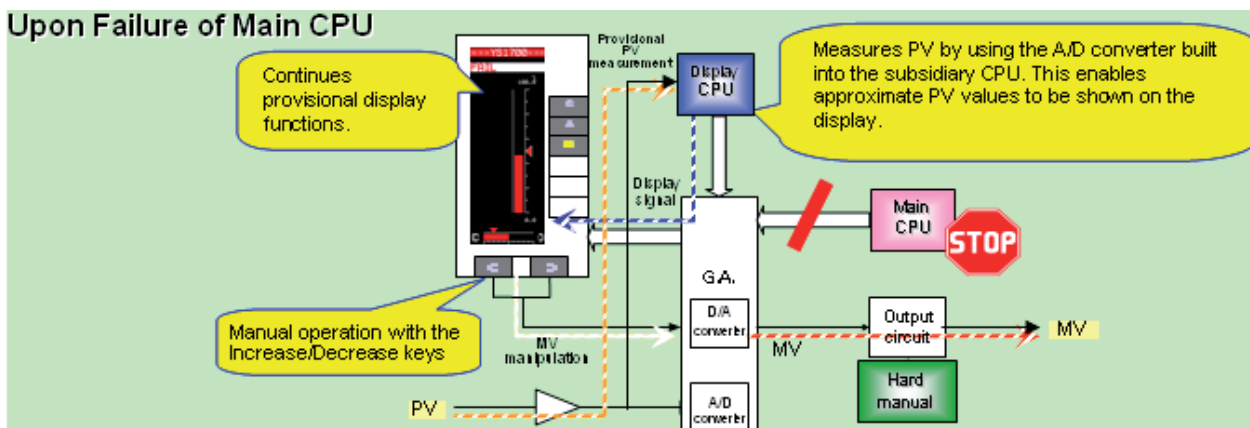 Upon Failure of Main CPU
YS1700
FAIL
Continues
provisional display
functions.
Provisional
PV
measurement
Display
CPU
Measures PV by using the A/D converter built
into the subsidiary CPU. This enables
approximate PV values to be shown on the
display.
Display
signal
Main
CPU
STOP
G.A.
Manual operation with the
Increase/Decrease keys
C
O
<
>
MV
manipulation
D/A
converter
MV
Output
circuit
MV
Hard
manual
PV
A/D
converter